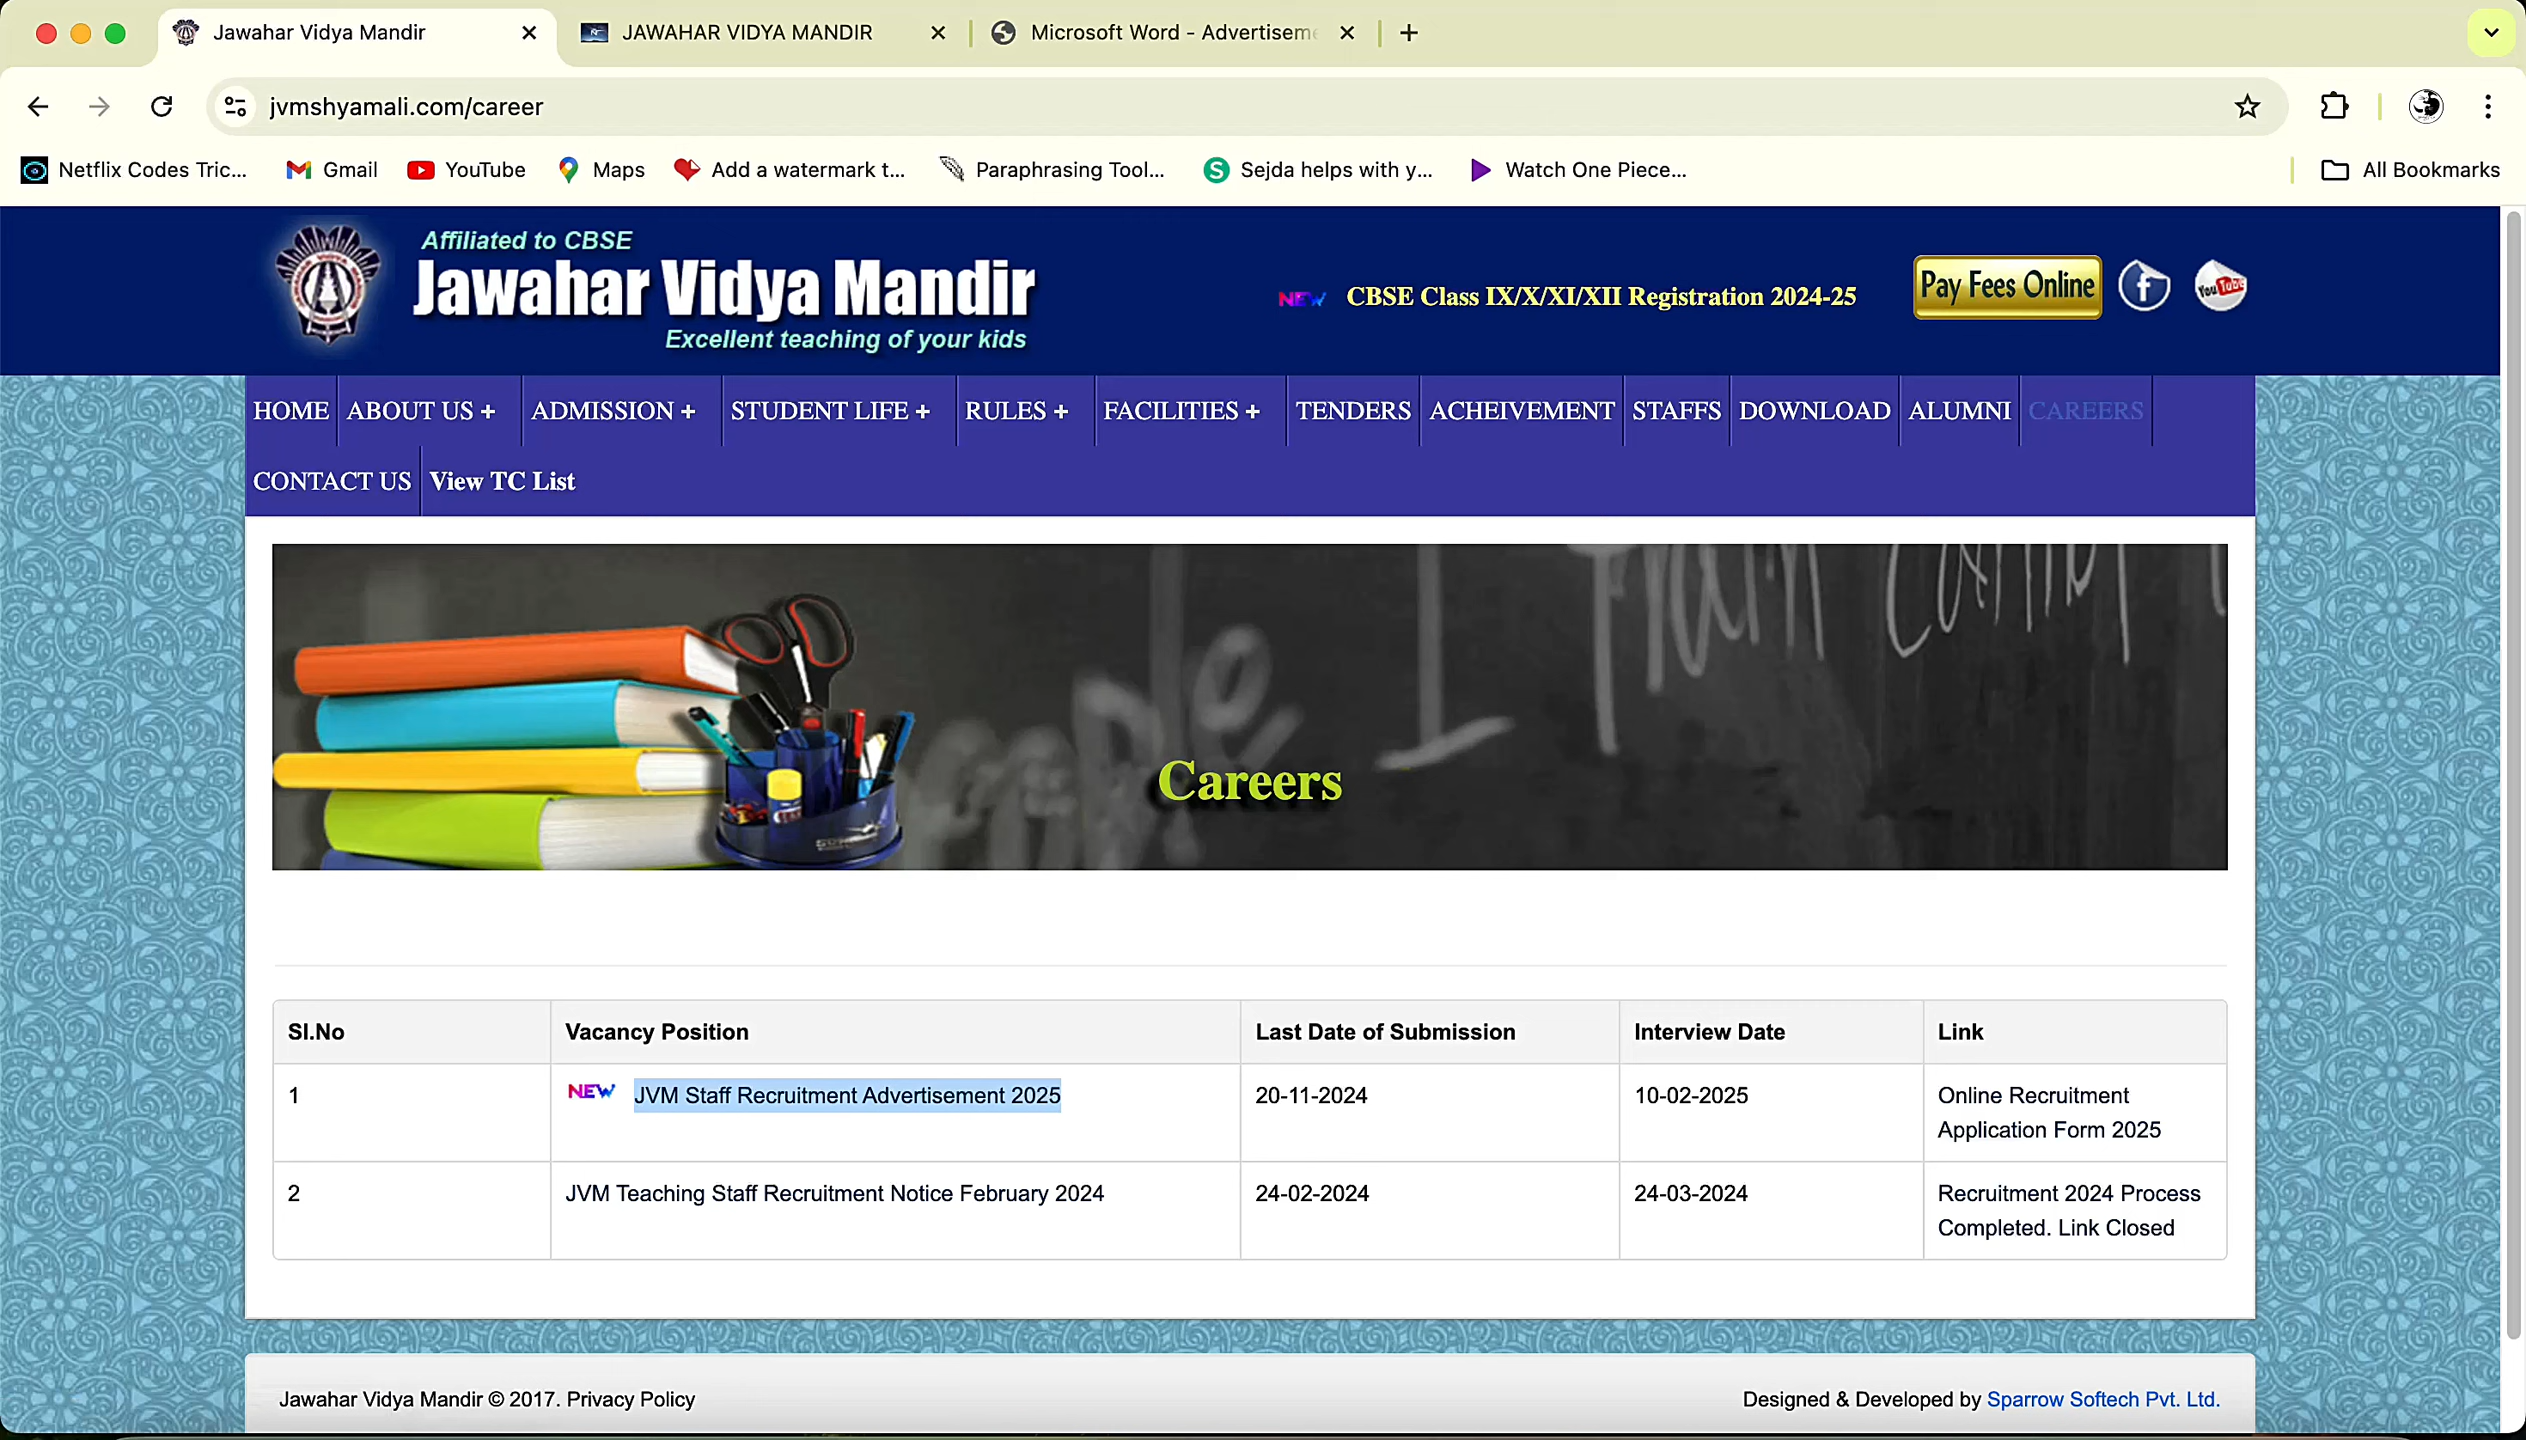 Jawahar Vidya Mandir
JAWAHAR VIDYA MANDIR
Microsoft Word - Advertiseme
jvmshyamali.com/career
Netflix Codes Tric...
Gmail
YouTube
Maps
Add a watermark t...
Paraphrasing Tool...
Sejda helps with y...
Watch One Piece...
All Bookmarks
Affiliated to CBSE
Jawahar Vidya Mandir
Excellent teaching of your kids
NEW CBSE Class IX/X/XI/XII Registration 2024-25
Pay Fees Online
You Tube
HOME ABOUT US + ADMISSION + STUDENT LIFE + RULES + FACILITIES + TENDERS ACHEIVEMENT STAFFS DOWNLOAD ALUMNI CAREERS
CONTACT US View TC List
Careers
Sl.No Vacancy Position Last Date of Submission Interview Date Link
1 NEW JVM Staff Recruitment Advertisement 2025 20-11-2024 10-02-2025 Online Recruitment
Application Form 2025
2 JVM Teaching Staff Recruitment Notice February 2024 24-02-2024 24-03-2024 Recruitment 2024 Process
Completed. Link Closed
Jawahar Vidya Mandir © 2017. Privacy Policy
Designed & Developed by Sparrow Softech Pvt. Ltd.